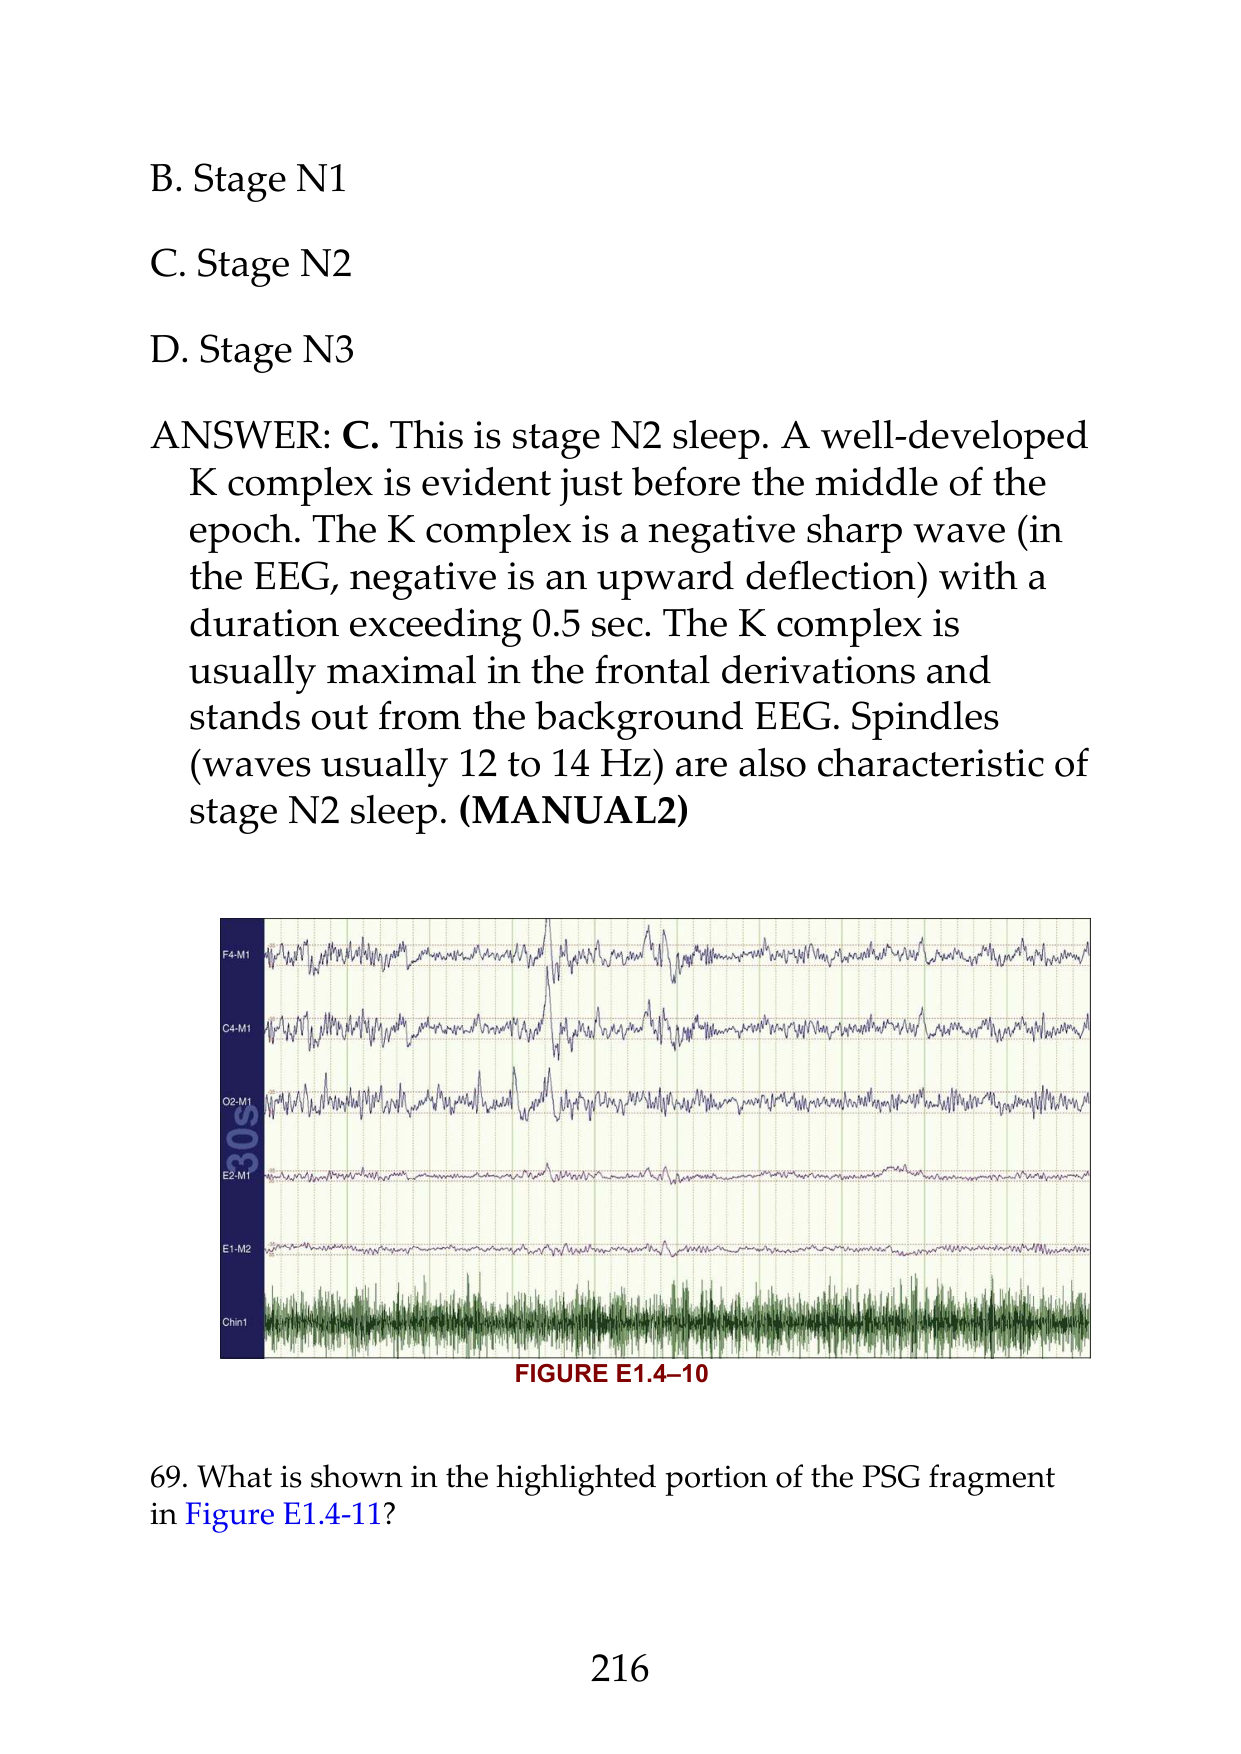 B. Stage N1
C. Stage N2
D. Stage N3
ANSWER: C. This is stage N2 sleep. A well-developed
K complex is evident just before the middle of the
epoch. The K complex is a negative sharp wave (in
the EEG, negative is an upward deflection) with a
duration exceeding 0.5 sec. The K complex is
usually maximal in the frontal derivations and
stands out from the background EEG. Spindles
(waves usually 12 to 14 Hz) are also characteristic of
stage N2 sleep. (MANUAL2)
F4-M1
C4-M1
O2-M1
30s
E2-M1
E1-M2
Chin1
FIGURE E1.4–10
69. What is shown in the highlighted portion of the PSG fragment
in Figure E1.4-11?
216